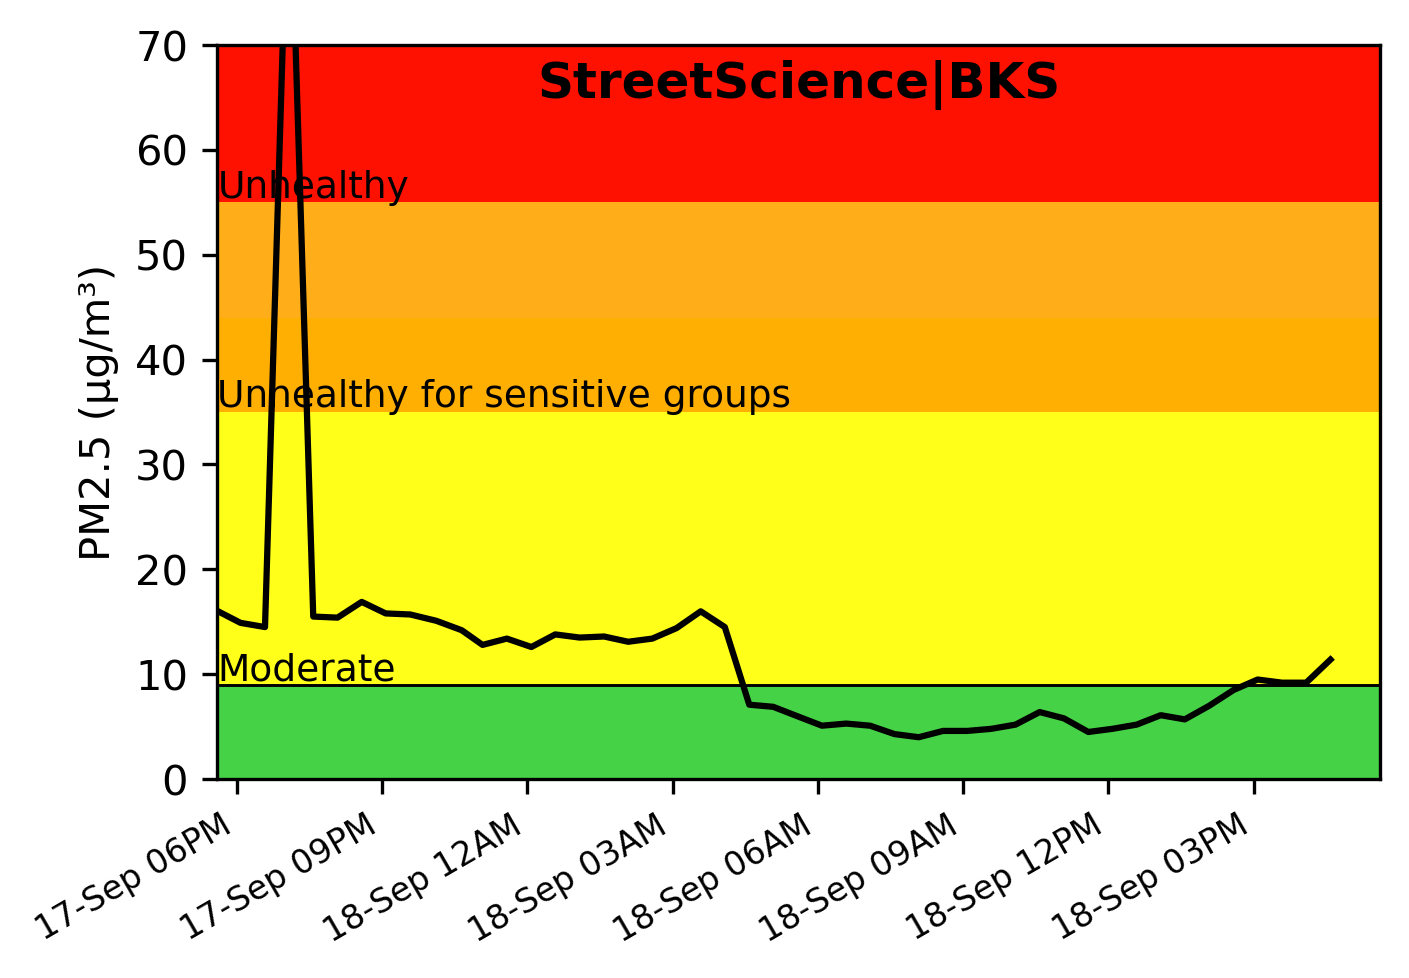 StreetScience|BKS
70
60
Unhealthy
50
40
Unhealthy for sensitive groups
30
20
10
Moderate
0
PM2.5 (µg/m³)
17-Sep 06PM
17-Sep 09PM
18-Sep 12AM
18-Sep 03AM
18-Sep 06AM
18-Sep 09AM
18-Sep 12PM
18-Sep 03PM